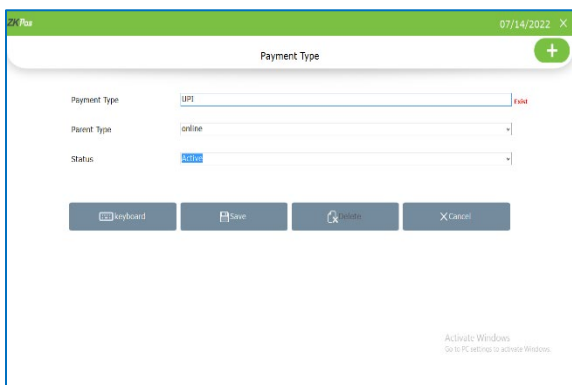 ZKPos 07/14/2022 X
Payment Type
+
Payment Type UPI Exist
Parent Type online
Status Active
keyboard Save Delete Cancel
Activate Windows
Go to PC settings to activate Windows.